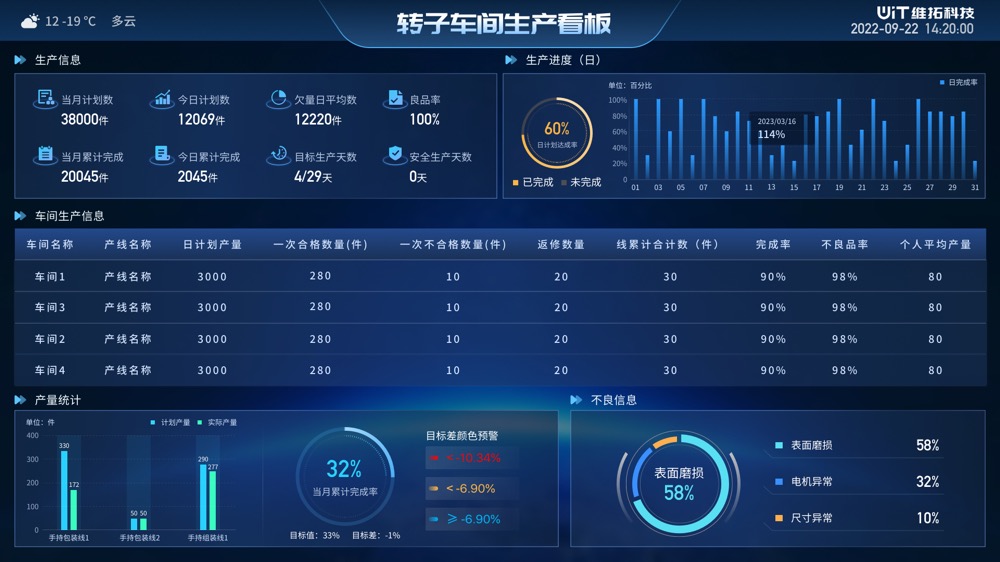 12 -19 ℃ 多云
转子车间生产看板
WiT维拓科技
2022-09-22 14:20:00
生产信息
当月计划数
38000件
今日计划数
12069件
欠量日平均数
12220件
良品率
100%
当月累计完成
20045件
今日累计完成
2045件
目标生产天数
4/29天
安全生产天数
0天
生产进度（日）
60%
日计划达成率
已完成 未完成
单位：百分比
日完成率
100%
80%
60%
40%
20%
0
2023/03/16
114%
01 03 05 07 09 11 13 15 17 19 21 23 25 27 29 31
车间生产信息
车间名称 产线名称 日计划产量 一次合格数量(件) 一次不合格数量(件) 返修数量 线累计合计数（件） 完成率 不良品率 个人平均产量
车间1 产线名称 3000 280 10 20 30 90% 98% 80
车间3 产线名称 3000 280 10 20 30 90% 98% 80
车间2 产线名称 3000 280 10 20 30 90% 98% 80
车间4 产线名称 3000 280 10 20 30 90% 98% 80
产量统计
单位：件
计划产量 实际产量
400
300
200
100
0
330
172
50 50
290
277
手持包装线1 手持包装线2 手持组装线1
32%
当月累计完成率
目标值：33% 目标差：-1%
目标差颜色预警
＜-10.34%
＜-6.90%
≥ -6.90%
不良信息
表面磨损
58%
表面磨损 58%
电机异常 32%
尺寸异常 10%